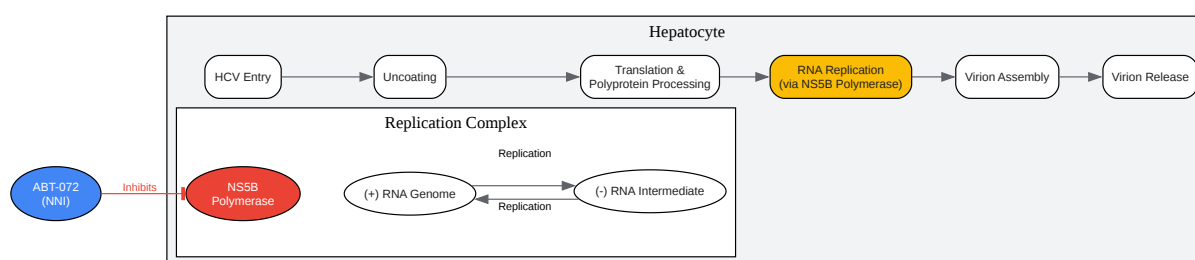 Hepatocyte
HCV Entry
Uncoating
Translation &
Polyprotein Processing
RNA Replication
(via NS5B Polymerase)
Virion Assembly
Virion Release
Replication Complex
ABT-072
(NNI)
Inhibits
NS5B
Polymerase
(+) RNA Genome
Replication
Replication
(-) RNA Intermediate